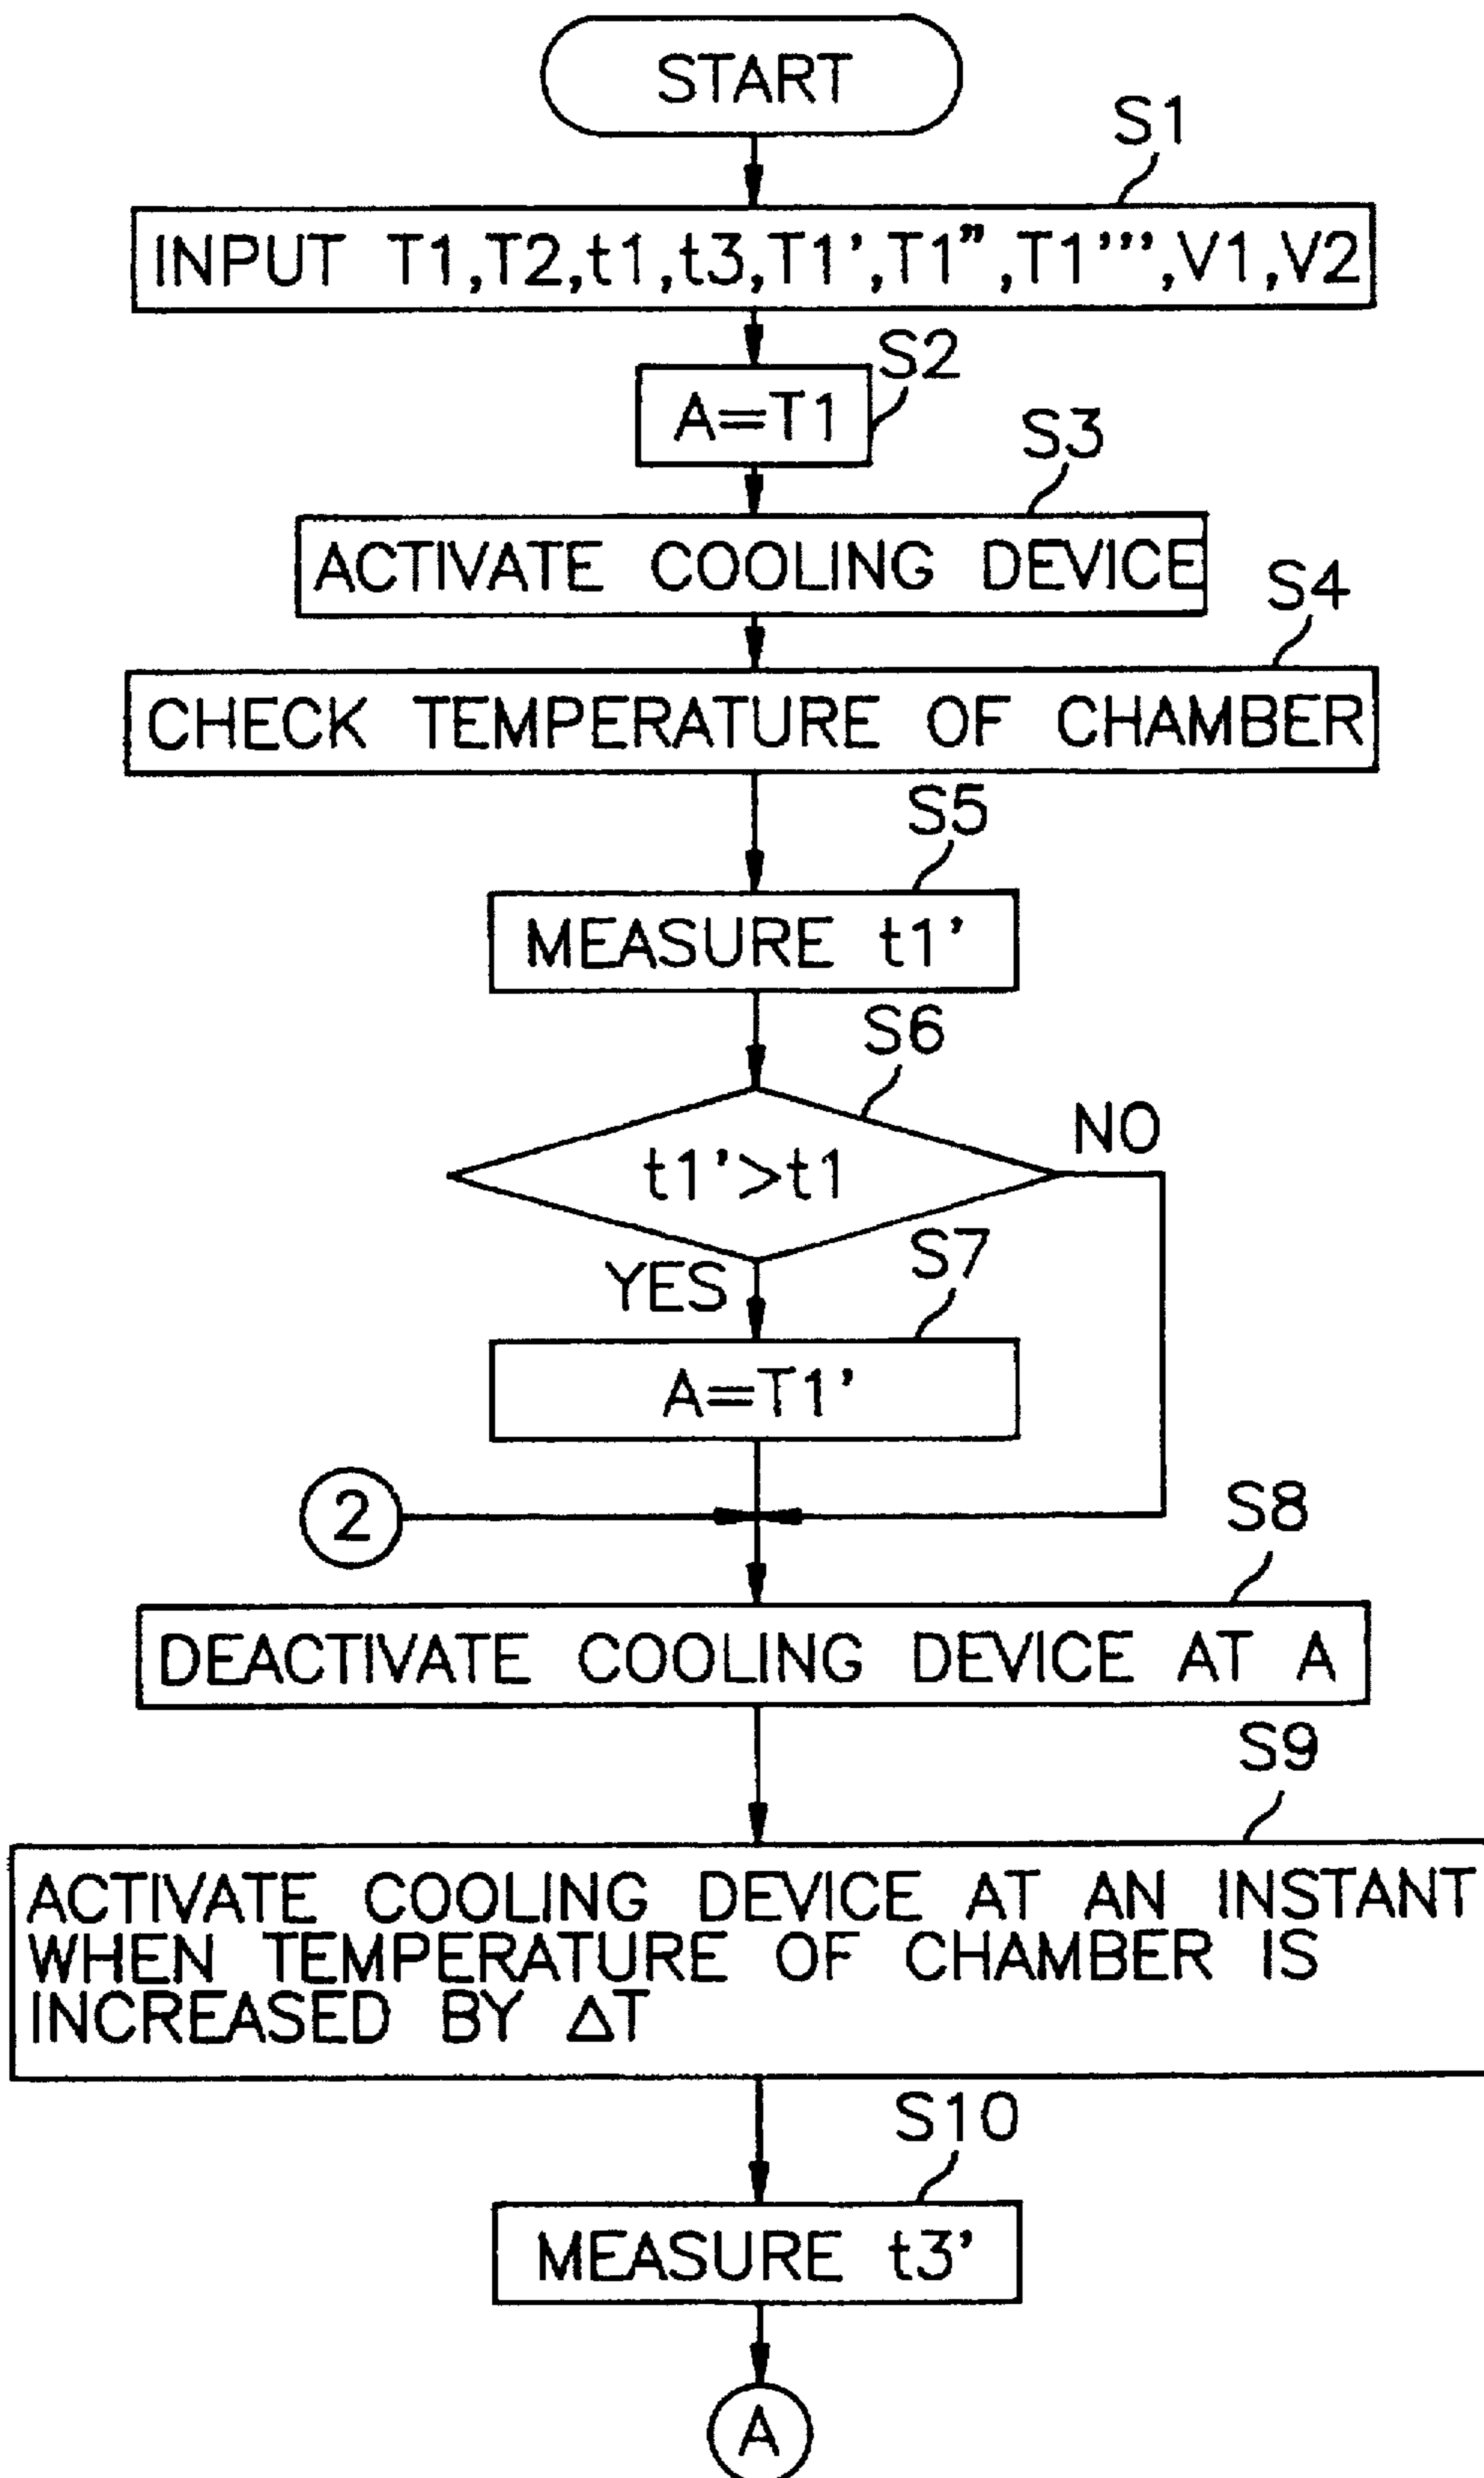 START
S1
INPUT T1,T2,t1,t3,T1',T1",T1''',V1,V2
S2
A=T1
S3
ACTIVATE COOLING DEVICE
S4
CHECK TEMPERATURE OF CHAMBER
S5
MEASURE t1'
S6
t1'>t1
NO
YES
S7
A=T1'
2
S8
DEACTIVATE COOLING DEVICE AT A
S9
ACTIVATE COOLING DEVICE AT AN INSTANT
WHEN TEMPERATURE OF CHAMBER IS
INCREASED BY ΔT
S10
MEASURE t3'
A